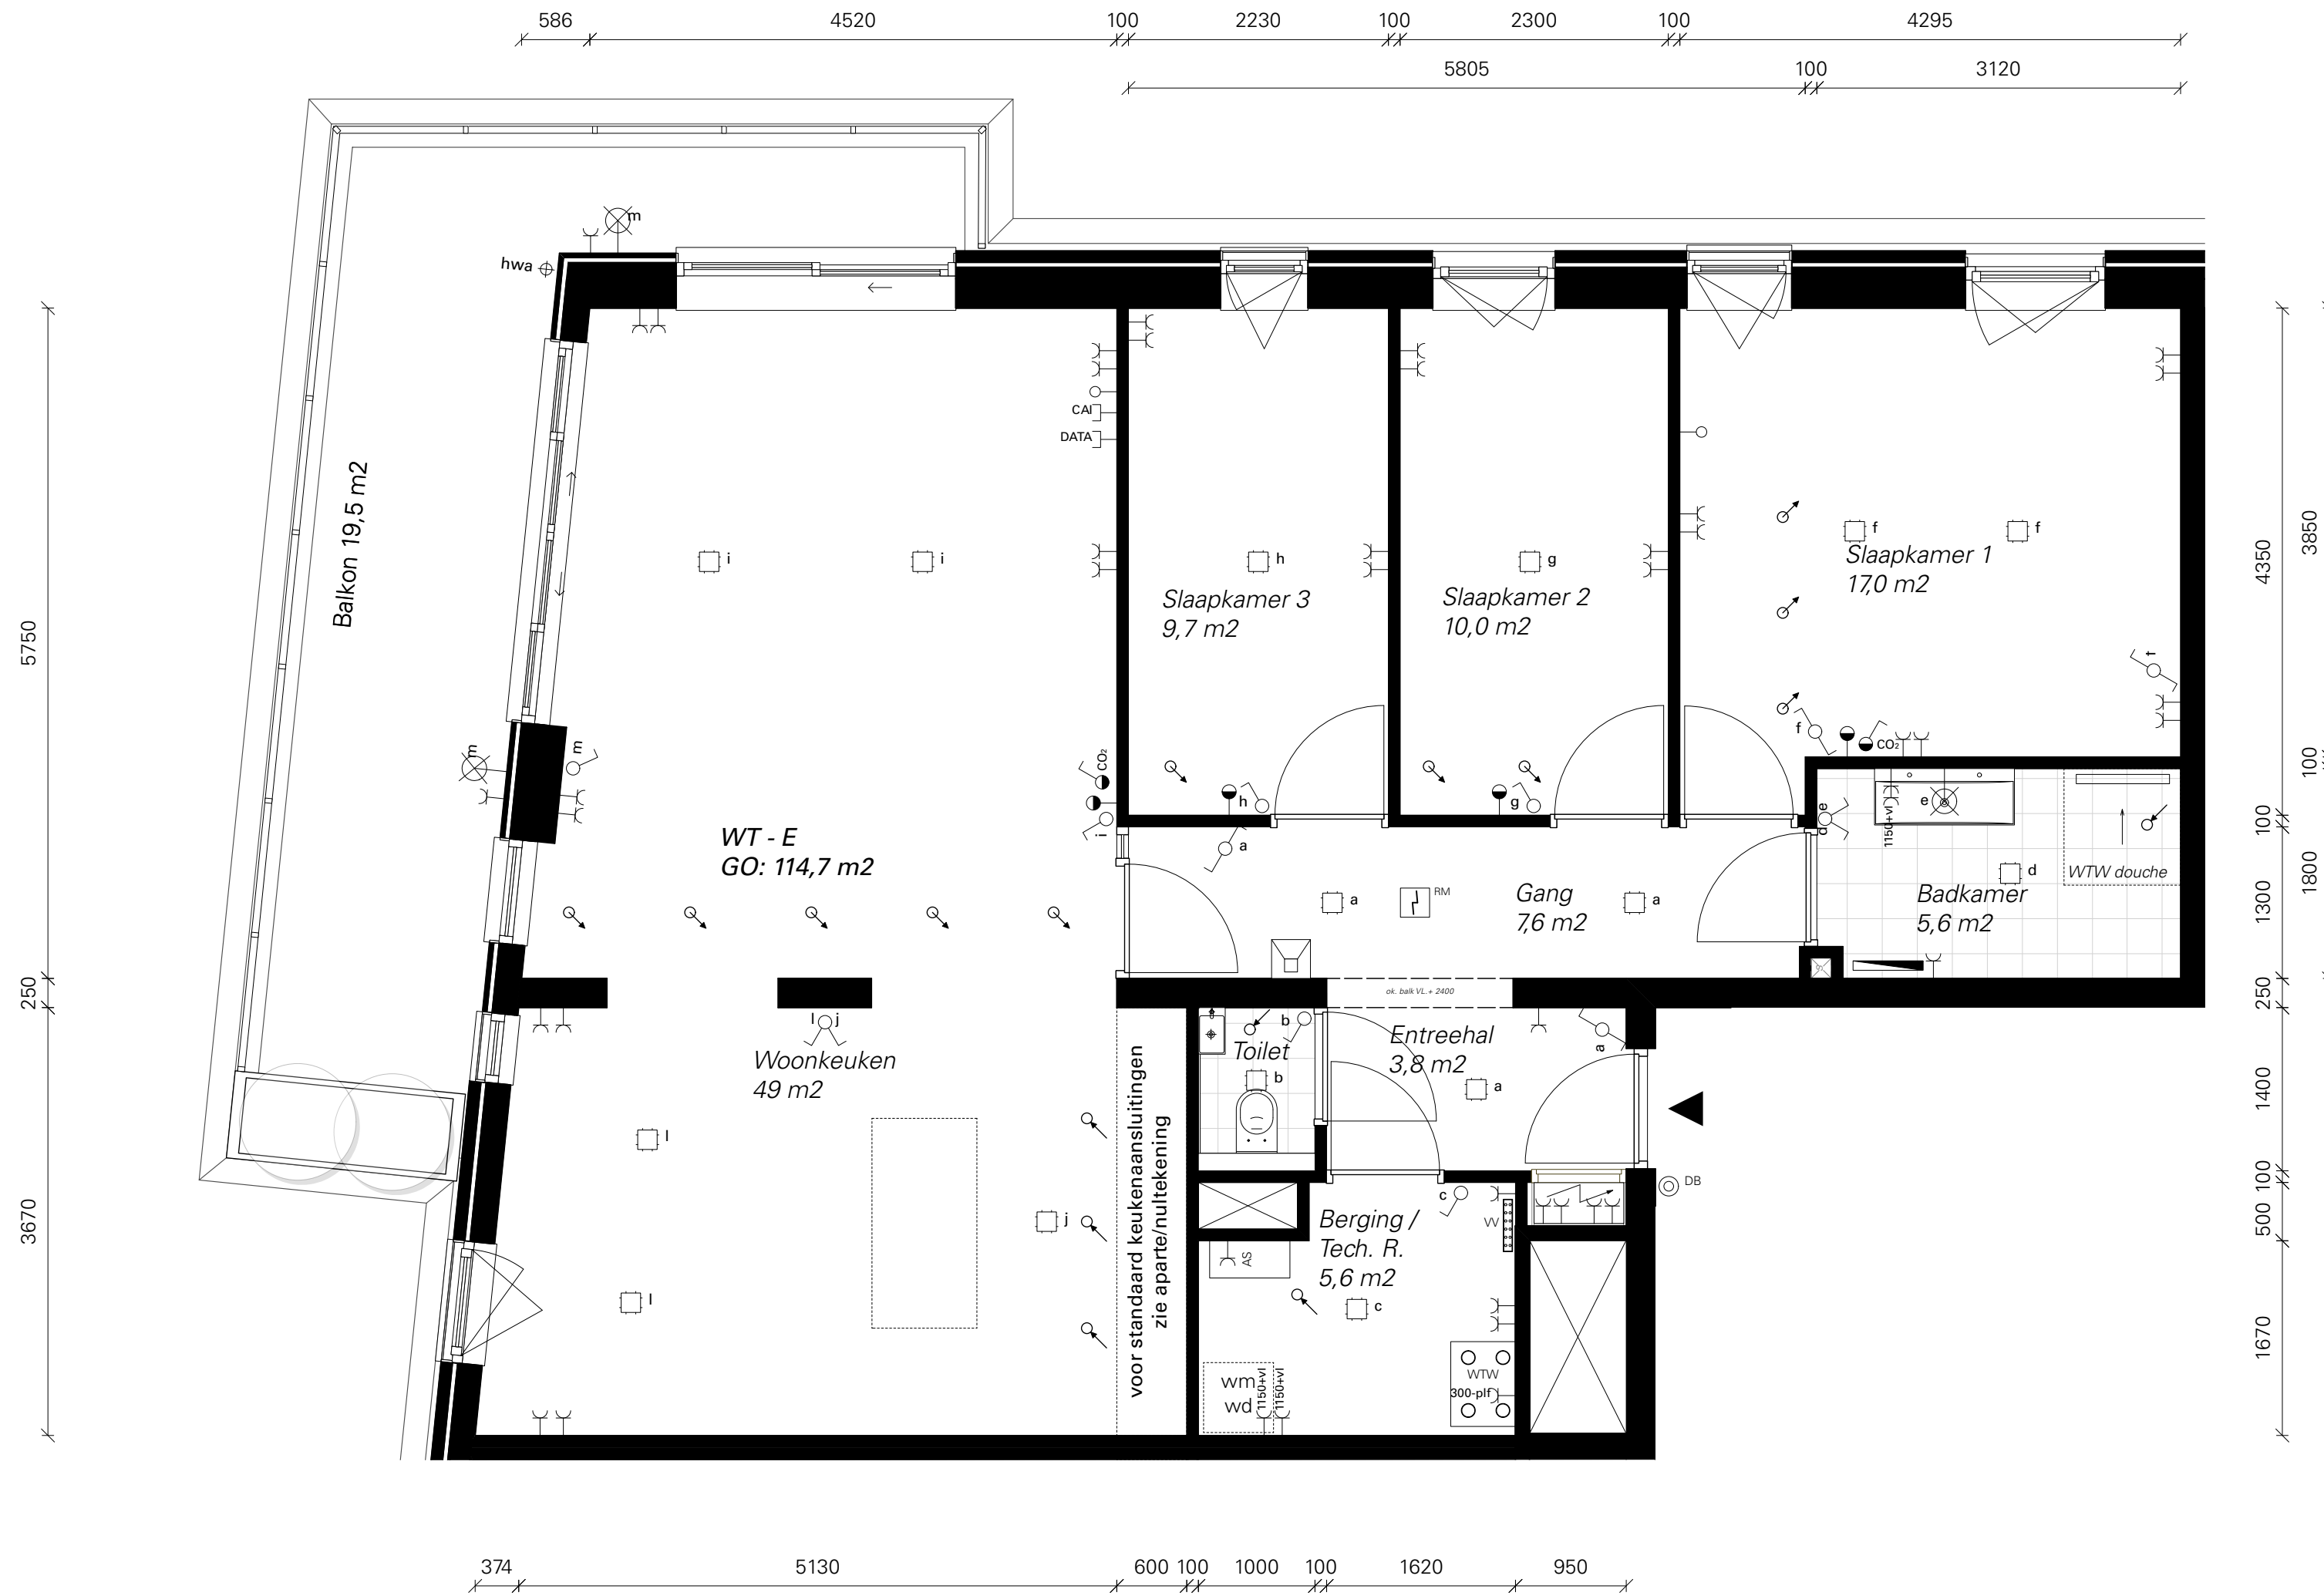 586 4520 100 2230 100 2300 100 4295
5805 100 3120
hwa
m
Balkon 19,5 m2
5750
250
3670
CAI
DATA
i
i
h
g
f
f
Slaapkamer 3
9,7 m2
Slaapkamer 2
10,0 m2
Slaapkamer 1
17,0 m2
4350
3850
100
100
1800
1300
250
1400
100
500
1670
m
m
CO₂
i
h
g
f
CO₂
t
WT - E
GO: 114,7 m2
a
a
RM
Gang
7,6 m2
a
d e
1150+vl
e
d
WTW douche
Badkamer
5,6 m2
ok. balk VL.+ 2400
l j
Woonkeuken
49 m2
l
l
j
voor standaard keukenaansluitingen
zie aparte/nultekening
b
Toilet
b
Entreehal
3,8 m2
a
a
DB
c
VV
Berging /
Tech. R.
5,6 m2
c
AS
wm
wd
1150+vl
1150+vl
WTW
300-plf
374 5130 600 100 1000 100 1620 950